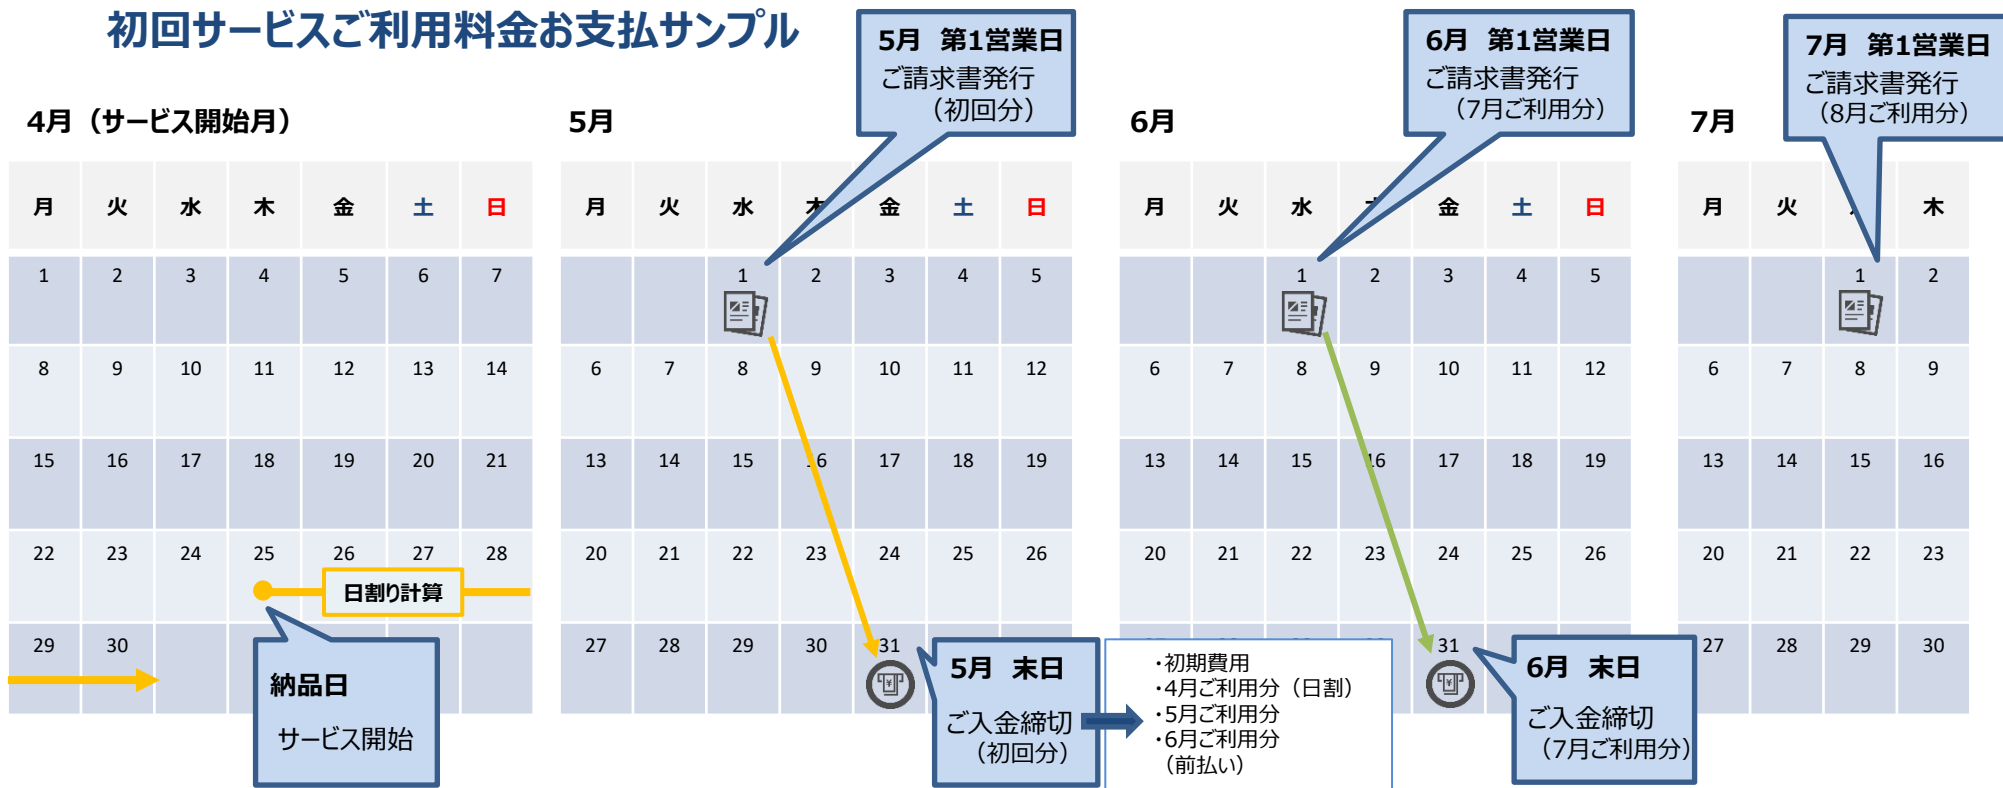 初回サービスご利用料金お支払サンプル
5月 第1営業日
ご請求書発行
（初回分）
6月 第1営業日
ご請求書発行
（7月ご利用分）
7月 第1営業日
ご請求書発行
（8月ご利用分）
4月（サービス開始月）
月 火 水 木 金 土 日
1 2 3 4 5 6 7
8 9 10 11 12 13 14
15 16 17 18 19 20 21
22 23 24 25 26 27 28
日割り計算
29 30
納品日
サービス開始
5月
月 火 水 木 金 土 日
1 2 3 4 5
6 7 8 9 10 11 12
13 14 15 16 17 18 19
20 21 22 23 24 25 26
27 28 29 30 31
5月 末日
ご入金締切
（初回分）
・初期費用
・4月ご利用分（日割）
・5月ご利用分
・6月ご利用分
（前払い）
6月
月 火 水 金 土 日
1 2 3 4 5
6 7 8 9 10 11 12
13 14 15 16 17 18 19
20 21 22 23 24 25 26
31
6月 末日
ご入金締切
（7月ご利用分）
7月
月 火 木
1 2
6 7 8 9
13 14 15 16
20 21 22 23
27 28 29 30